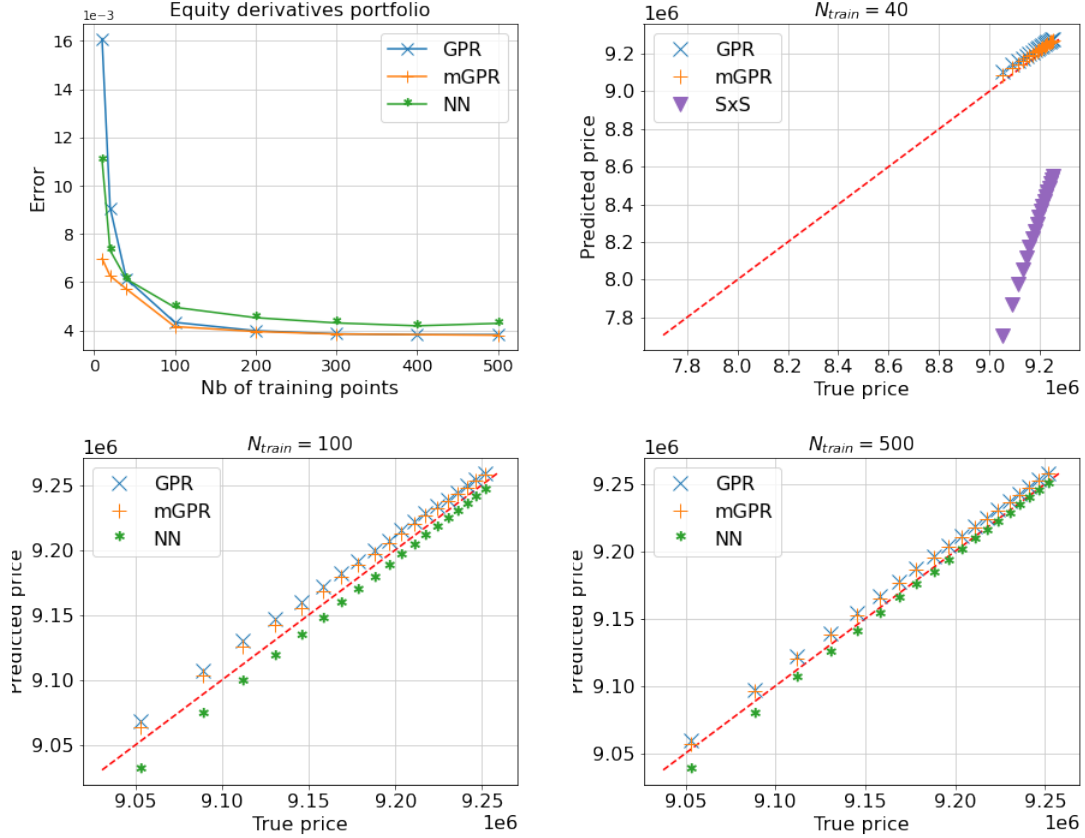 Equity derivatives portfolio
1e−3
16
14
12
10
8
6
4
Error
0
100
200
300
400
500
Nb of training points
GPR
mGPR
NN
N_train = 40
1e6
9.2
9.0
8.8
8.6
8.4
8.2
8.0
7.8
Predicted price
7.8
8.0
8.2
8.4
8.6
8.8
9.0
9.2
1e6
True price
GPR
mGPR
SxS
N_train = 100
1e6
9.25
9.20
9.15
9.10
9.05
Predicted price
9.05
9.10
9.15
9.20
9.25
1e6
True price
GPR
mGPR
NN
N_train = 500
1e6
9.25
9.20
9.15
9.10
9.05
Predicted price
9.05
9.10
9.15
9.20
9.25
1e6
True price
GPR
mGPR
NN